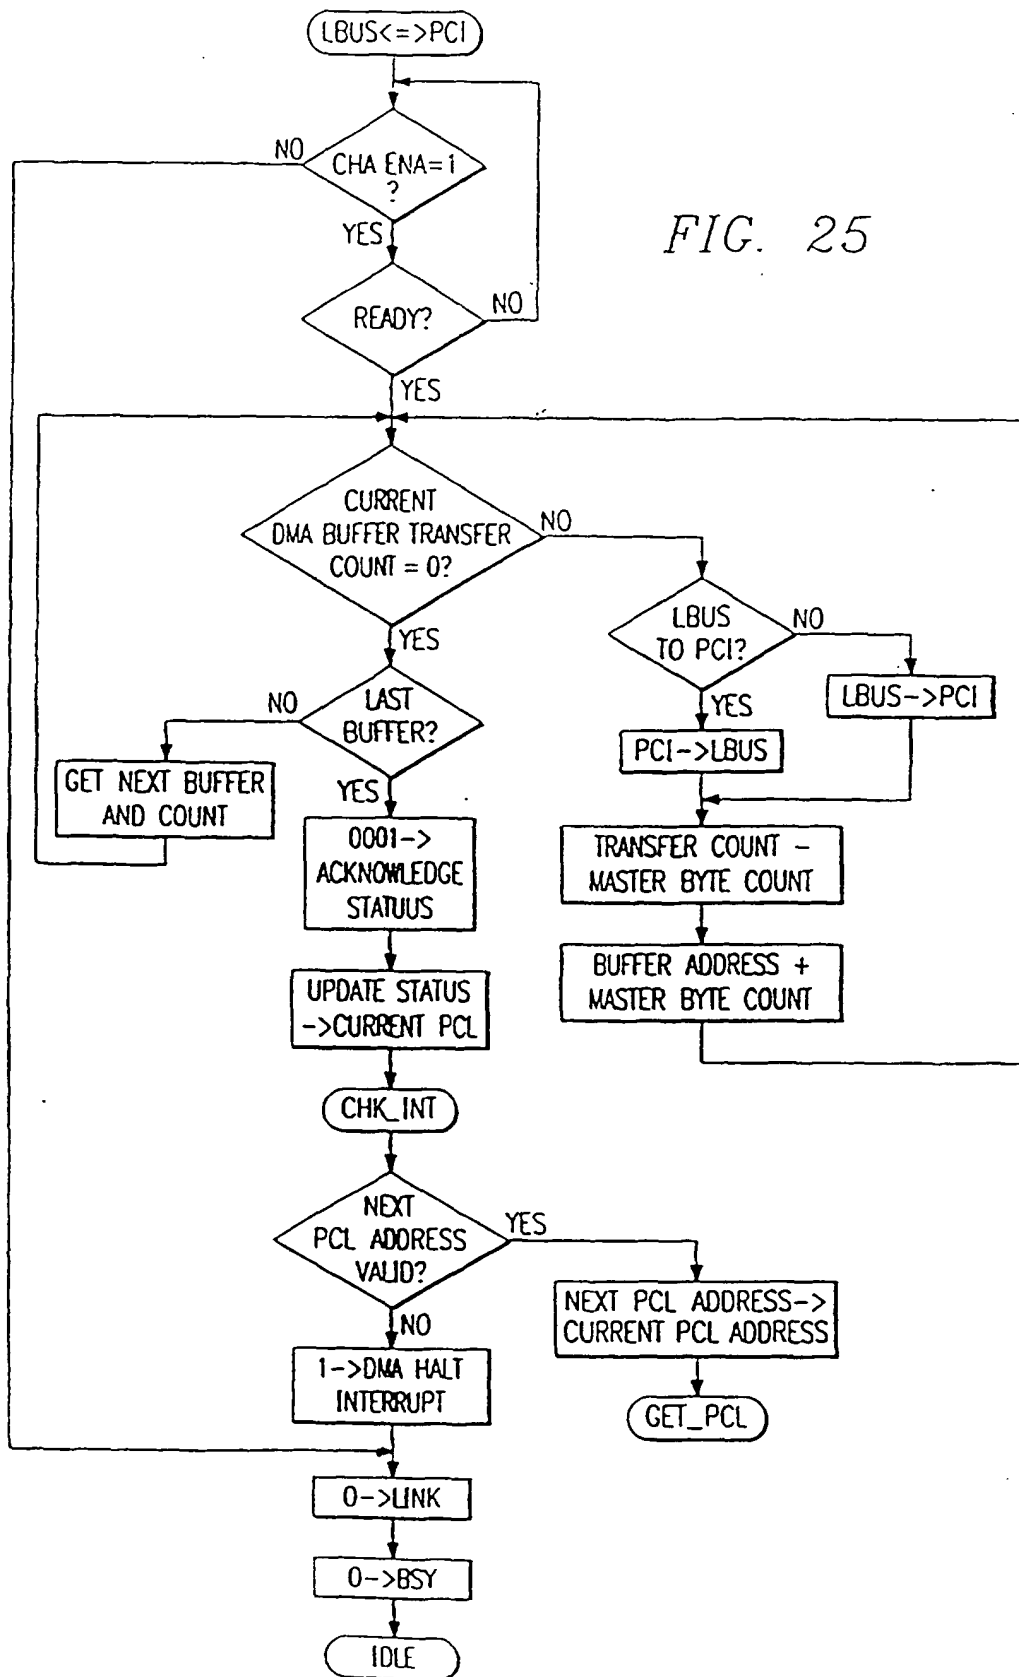 LBUS<=>PCI
NO
CHA ENA=1
?
YES
FIG. 25
READY?
NO
YES
CURRENT
DMA BUFFER TRANSFER
COUNT = 0?
NO
YES
LBUS
TO PCI?
NO
YES
LBUS->PCI
PCI->LBUS
NO
LAST
BUFFER?
YES
GET NEXT BUFFER
AND COUNT
0001->
ACKNOWLEDGE
STATUUS
TRANSFER COUNT -
MASTER BYTE COUNT
BUFFER ADDRESS +
MASTER BYTE COUNT
UPDATE STATUS
->CURRENT PCL
CHK_INT
NEXT
PCL ADDRESS
VALID?
YES
NO
NEXT PCL ADDRESS->
CURRENT PCL ADDRESS
GET_PCL
1->DMA HALT
INTERRUPT
0->LINK
0->BSY
IDLE